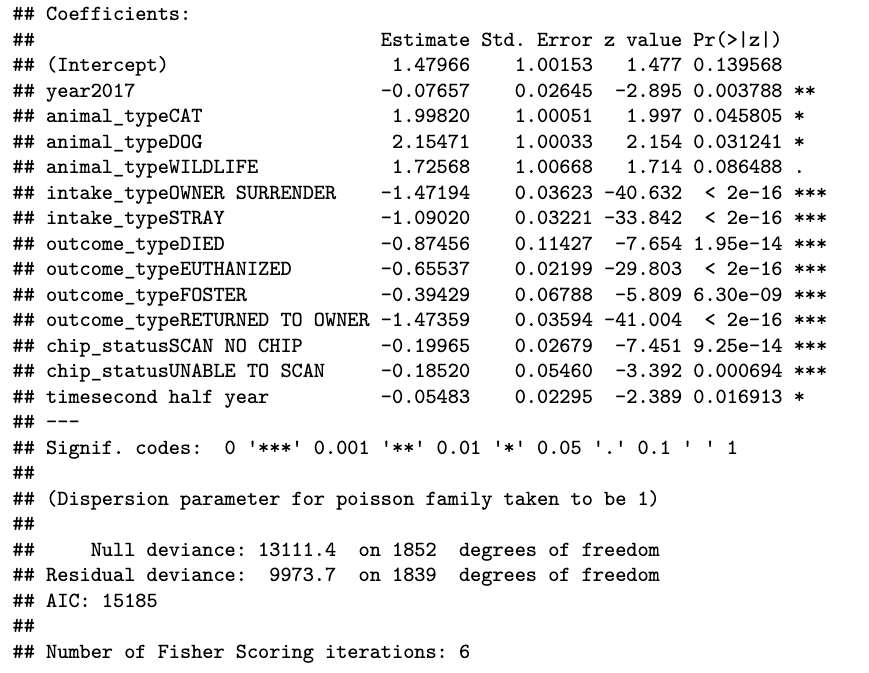 ## Coefficients:
##                             Estimate Std. Error z value Pr(>|z|)
## (Intercept)                  1.47966    1.00153   1.477 0.139568
## year2017                    -0.07657    0.02645  -2.895 0.003788 **
## animal_typeCAT               1.99820    1.00051   1.997 0.045805 *
## animal_typeDOG               2.15471    1.00033   2.154 0.031241 *
## animal_typeWILDLIFE          1.72568    1.00668   1.714 0.086488 .
## intake_typeOWNER SURRENDER  -1.47194    0.03623 -40.632  < 2e-16 ***
## intake_typeSTRAY            -1.09020    0.03221 -33.842  < 2e-16 ***
## outcome_typeDIED            -0.87456    0.11427  -7.654 1.95e-14 ***
## outcome_typeEUTHANIZED      -0.65537    0.02199 -29.803  < 2e-16 ***
## outcome_typeFOSTER          -0.39429    0.06788  -5.809 6.30e-09 ***
## outcome_typeRETURNED TO OWNER -1.47359    0.03594 -41.004  < 2e-16 ***
## chip_statusSCAN NO CHIP     -0.19965    0.02679  -7.451 9.25e-14 ***
## chip_statusUNABLE TO SCAN   -0.18520    0.05460  -3.392 0.000694 ***
## timesecond half year        -0.05483    0.02295  -2.389 0.016913 *
## ---
## Signif. codes:  0 '***' 0.001 '**' 0.01 '*' 0.05 '.' 0.1 ' ' 1
##
## (Dispersion parameter for poisson family taken to be 1)
##
##     Null deviance: 13111.4  on 1852  degrees of freedom
## Residual deviance:  9973.7  on 1839  degrees of freedom
## AIC: 15185
##
## Number of Fisher Scoring iterations: 6